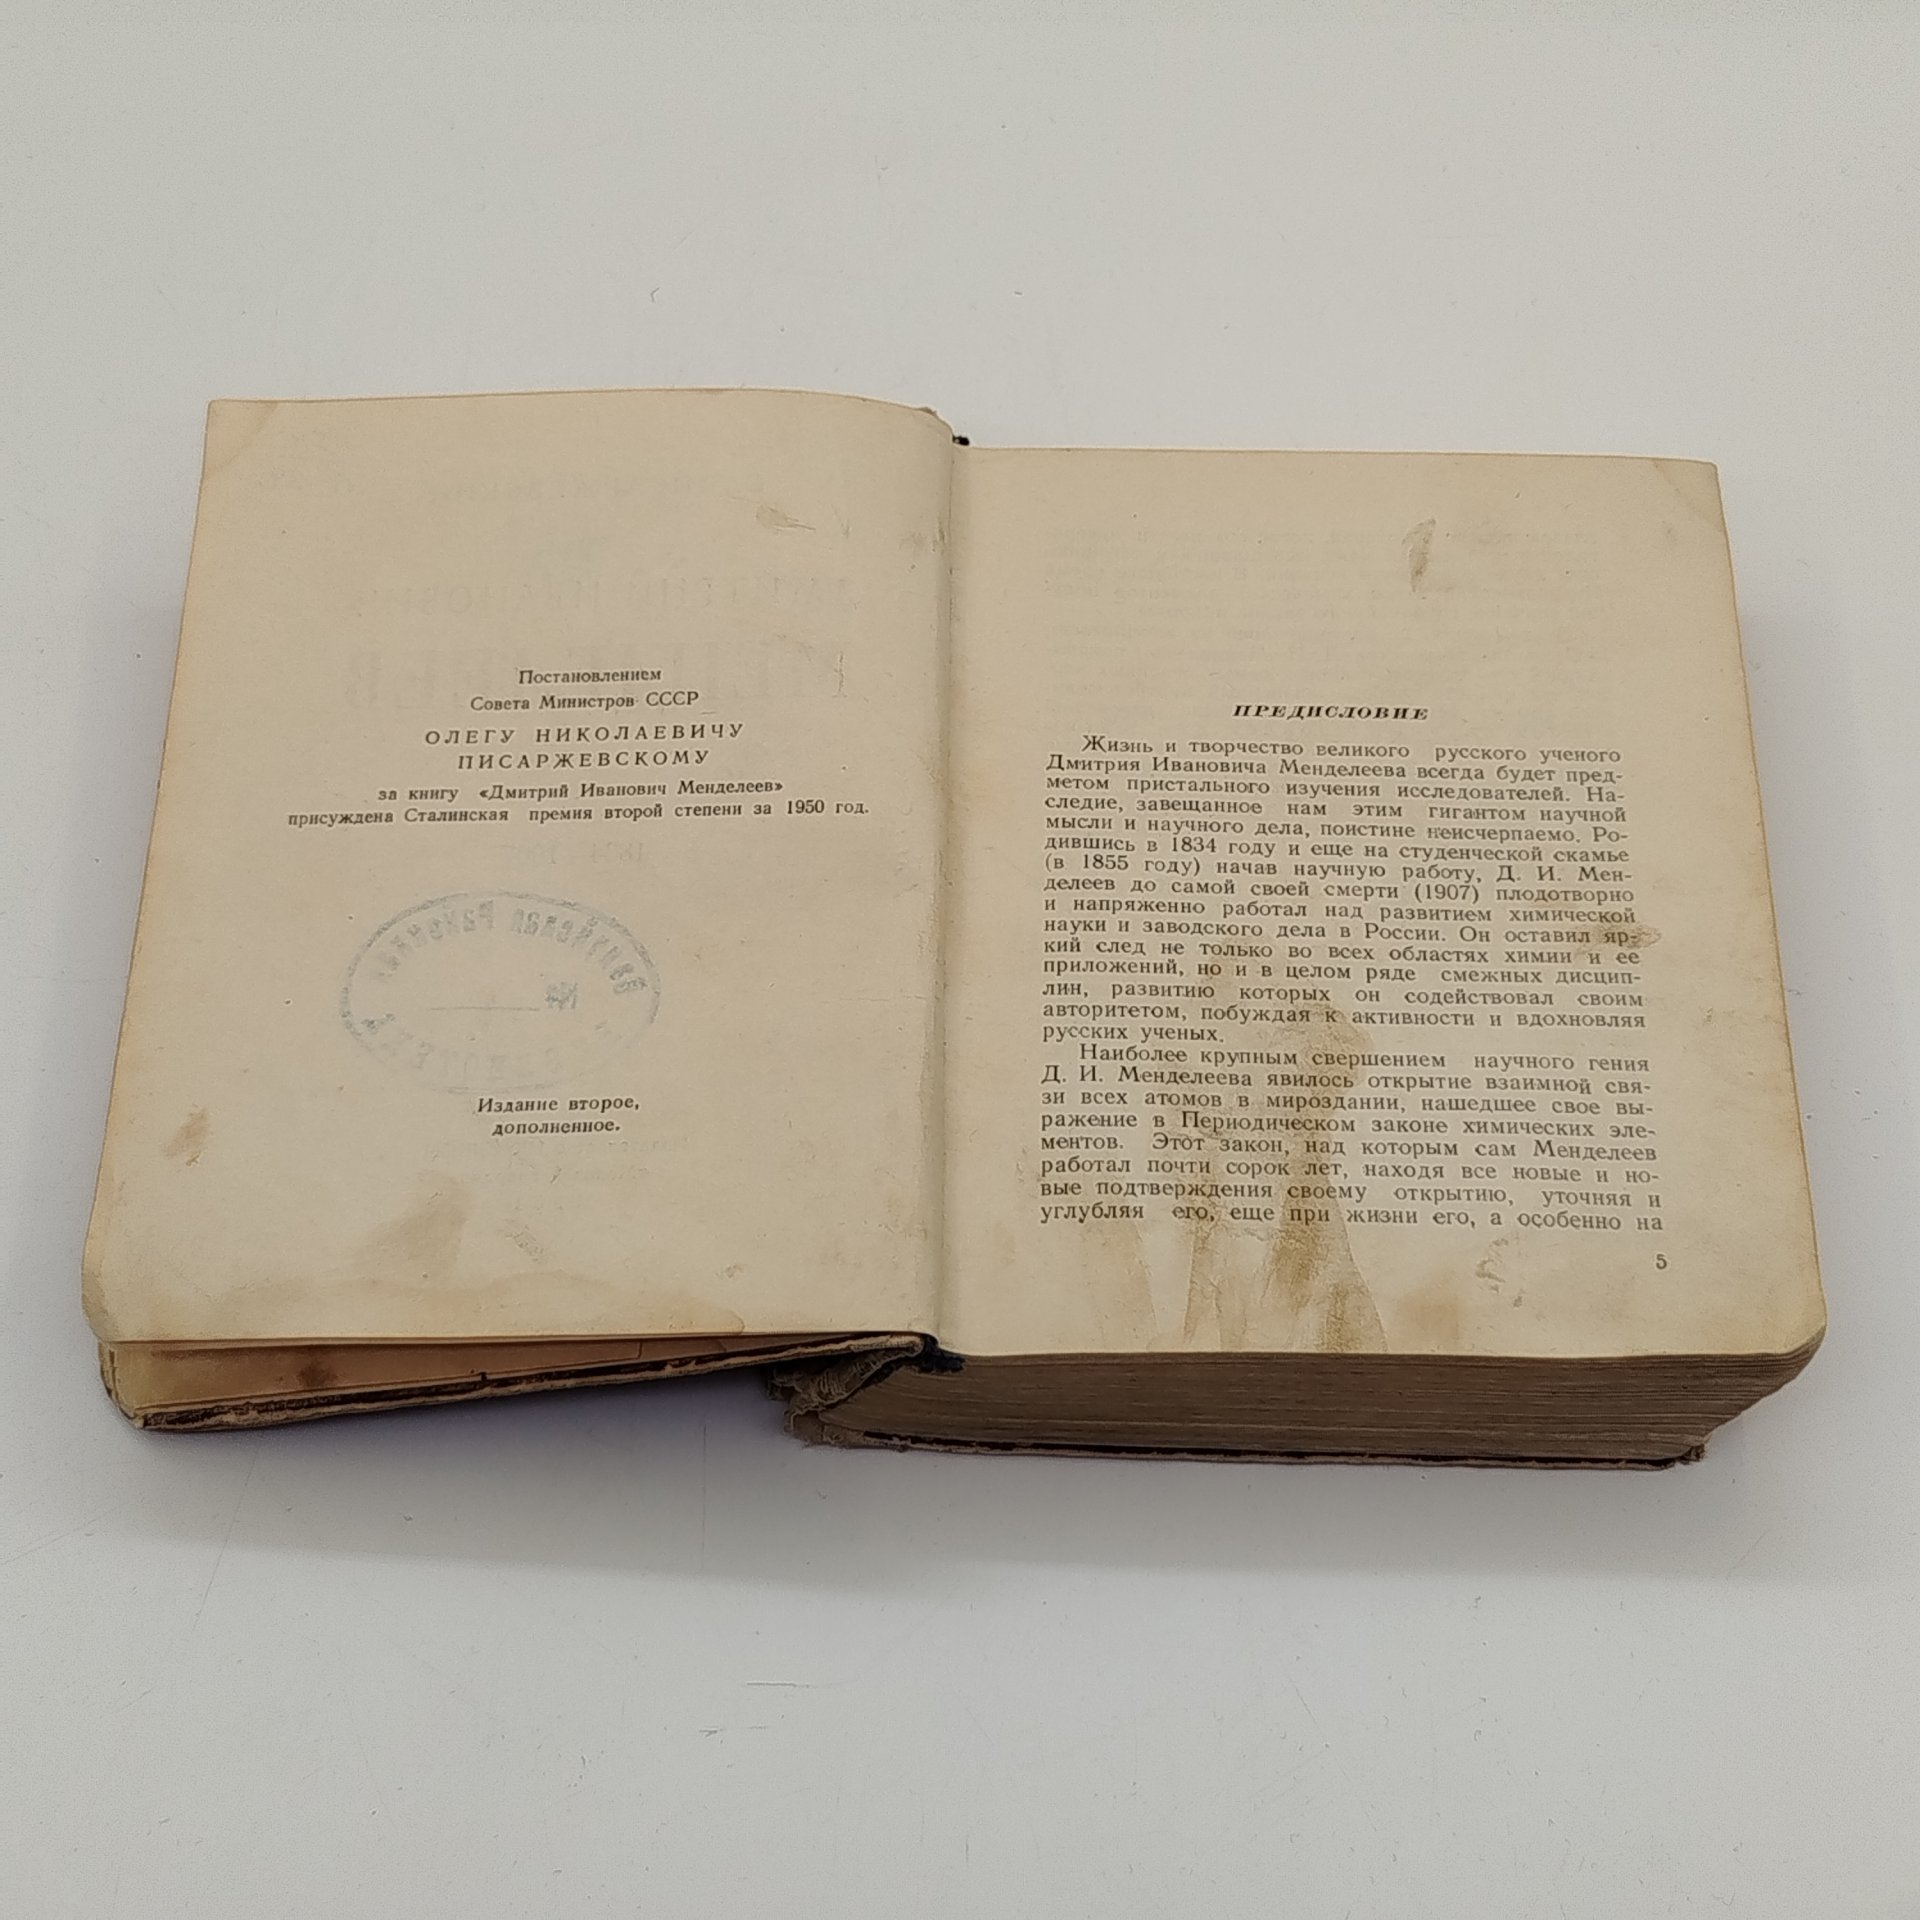 Постановлением
Совета Министров СССР
ОЛЕГУ НИКОЛАЕВИЧУ
ПИСАРЖЕВСКОМУ
за книгу «Дмитрий Иванович Менделеев»
присуждена Сталинская премия второй степени за 1950 год.
Издание второе,
дополненное.
ПРЕДИСЛОВИЕ
Жизнь и творчество великого русского ученого
Дмитрия Ивановича Менделеева всегда будет пред-
метом пристального изучения исследователей. На-
следие, завещанное нам этим гигантом научной
мысли и научного дела, поистине неисчерпаемо. Ро-
дившись в 1834 году и еще на студенческой скамье
(в 1855 году) начав научную работу, Д. И. Мен-
делеев до самой своей смерти (1907) плодотворно
и напряженно работал над развитием химической
науки и заводского дела в России. Он оставил яр-
кий след не только во всех областях химии и ее
приложений, но и в целом ряде смежных дисцип-
лин, развитию которых он содействовал своим
авторитетом, побуждая к активности и вдохновляя
русских ученых.
Наиболее крупным свершением научного гения
Д. И. Менделеева явилось открытие взаимной свя-
зи всех атомов в мироздании, нашедшее свое вы-
ражение в Периодическом законе химических эле-
ментов. Этот закон, над которым сам Менделеев
работал почти сорок лет, находя все новые и но-
вые подтверждения своему открытию, уточняя и
углубляя его, еще при жизни его, а особенно на
5